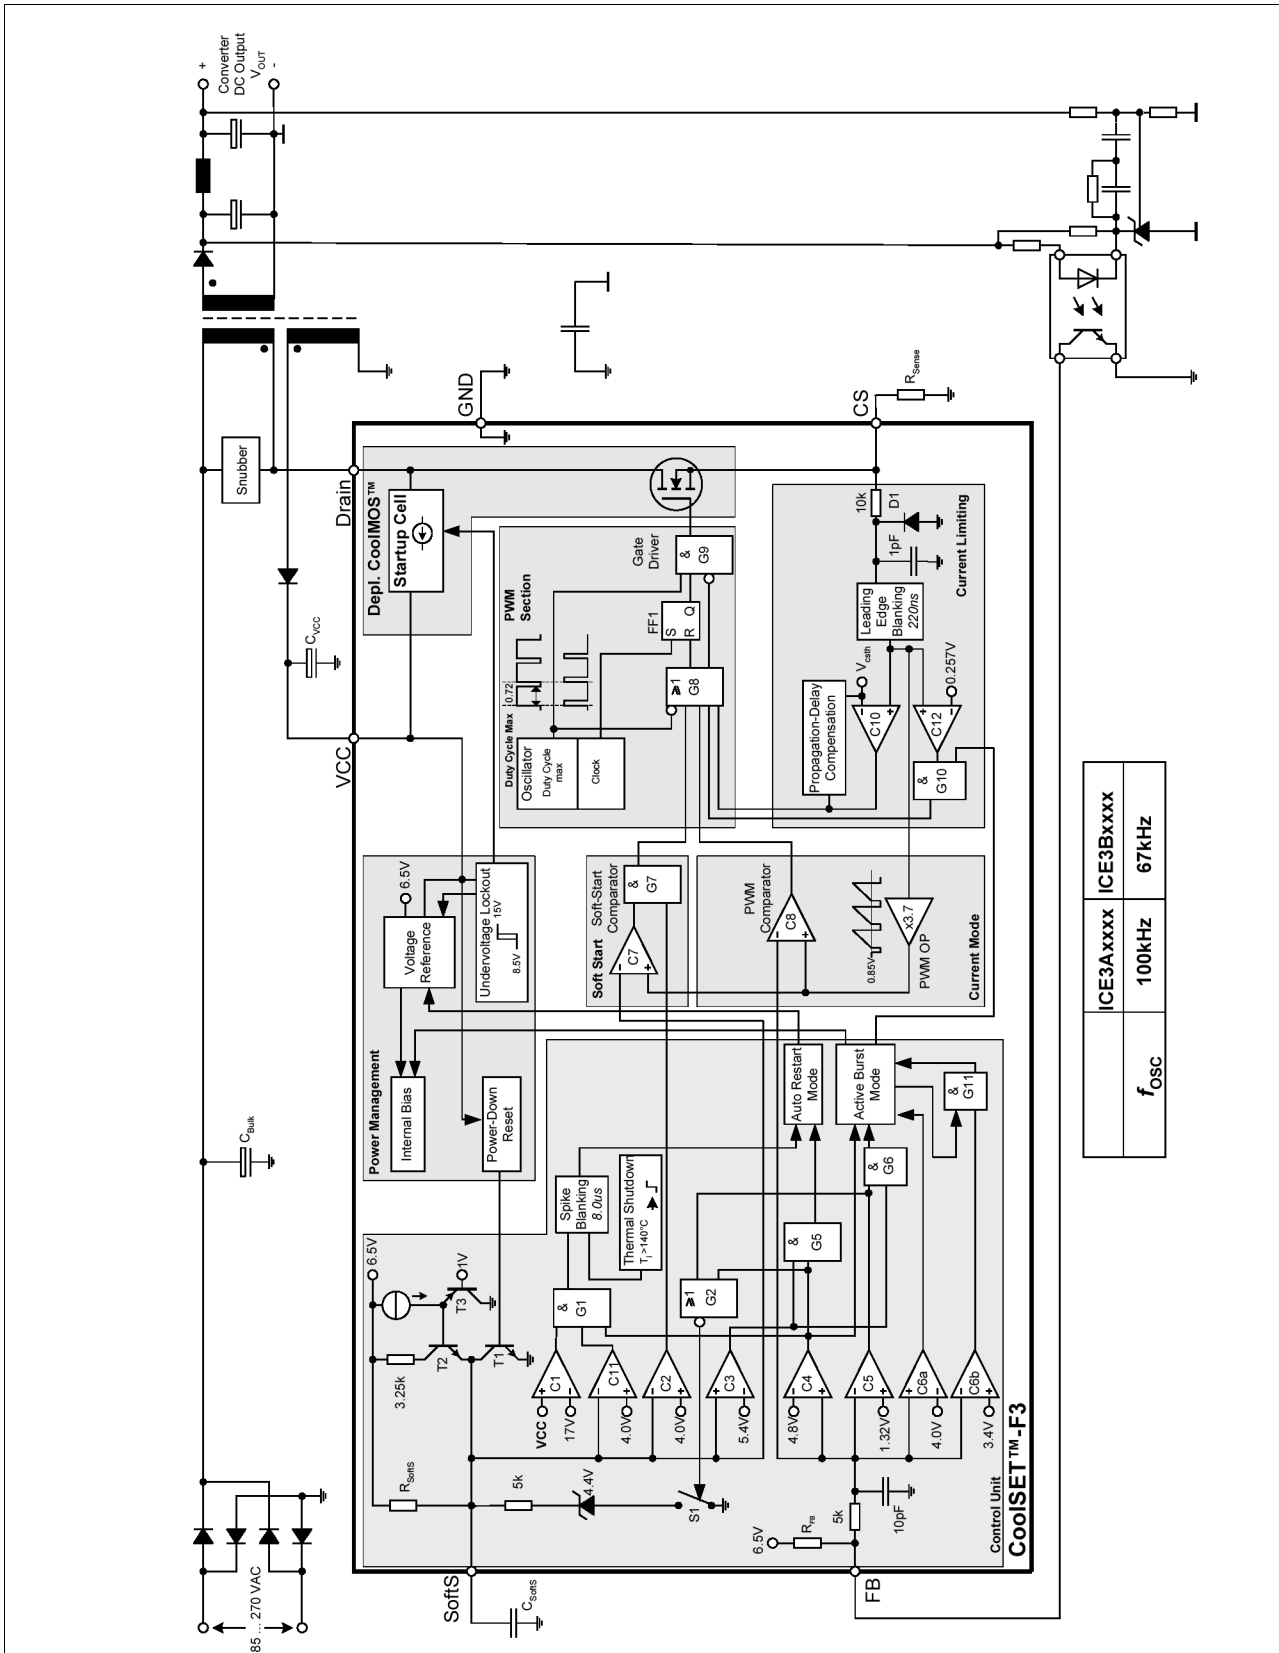 +
Converter
DC Output
V_OUT
-
Snubber
Drain
GND
CS
R_Sense
C_VCC
VCC
C_Bulk
85 ... 270 VAC
SoftS
C_SoftS
FB
Depl. CoolMOS™
Startup Cell
PWM
Section
Gate
Driver
&
G9
FF1
S
R
Q
0.72
Duty Cycle Max
Oscillator
Duty Cycle
max
Clock
≥1
G8
10k
D1
1pF
Current Limiting
Leading
Edge
Blanking
220ns
V_csth
Propagation-Delay
Compensation
-
+
C10
0.257V
+
-
C12
&
G10
Power Management
6.5V
Voltage
Reference
Undervoltage Lockout
15V
8.5V
Internal Bias
Power-Down
Reset
Soft Start
Soft-Start
Comparator
&
G7
-
+
C7
PWM
Comparator
-
+
C8
0.85V
x3.7
PWM OP
Current Mode
6.5V
1V
T3
3.25k
T2
T1
Spike
Blanking
8.0us
Thermal Shutdown
T_j >140°C
&
G1
≥1
G2
&
G5
&
G6
Auto Restart
Mode
Active Burst
Mode
&
G11
C1
+
-
VCC
17V
C11
-
+
4.0V
C2
-
+
4.0V
C3
+
-
5.4V
C4
-
+
4.8V
C5
-
+
1.32V
C6a
+
-
4.0V
C6b
-
+
3.4V
R_SoftS
5k
4.4V
S1
6.5V
R_FB
5k
10pF
Control Unit
CoolSET™-F3
f_OSC
ICE3Axxxx
ICE3Bxxxx
100kHz
67kHz